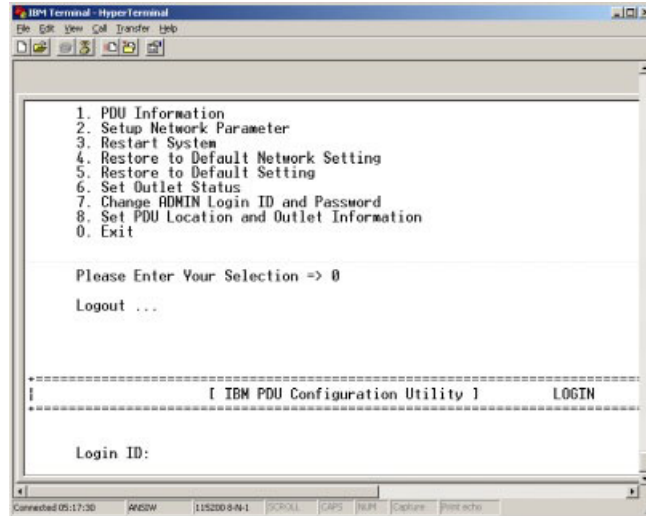 IBM Terminal - HyperTerminal
File Edit View Call Transfer Help
1. PDU Information
2. Setup Network Parameter
3. Restart System
4. Restore to Default Network Setting
5. Restore to Default Setting
6. Set Outlet Status
7. Change ADMIN Login ID and Password
8. Set PDU Location and Outlet Information
0. Exit
Please Enter Your Selection => 0
Logout ...
[ IBM PDU Configuration Utility ] LOGIN
Login ID:
Connected 05:17:30 ANSIW 115200 8-N-1 SCROLL CAPS NUM Capture Print echo